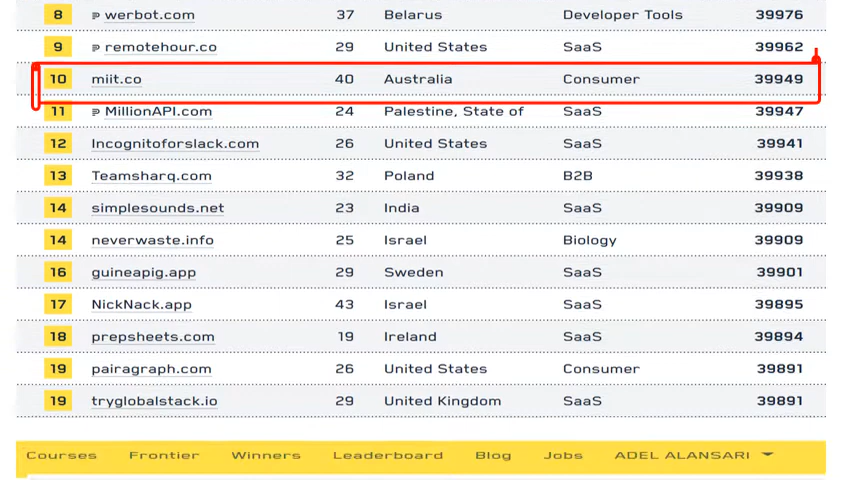 8 P werbot.com 37 Belarus Developer Tools 39976
9 P remotehour.co 29 United States SaaS 39962
10 miit.co 40 Australia Consumer 39949
11 P MillionAPI.com 24 Palestine, State of SaaS 39947
12 Incognitoforslack.com 26 United States SaaS 39941
13 Teamsharq.com 32 Poland B2B 39938
14 simplesounds.net 23 India SaaS 39909
14 neverwaste.info 25 Israel Biology 39909
16 guineapig.app 29 Sweden SaaS 39901
17 NickNack.app 43 Israel SaaS 39895
18 prepsheets.com 19 Ireland SaaS 39894
19 pairagraph.com 26 United States Consumer 39891
19 tryglobalstack.io 29 United Kingdom SaaS 39891
Courses Frontier Winners Leaderboard Blog Jobs ADEL ALANSARI